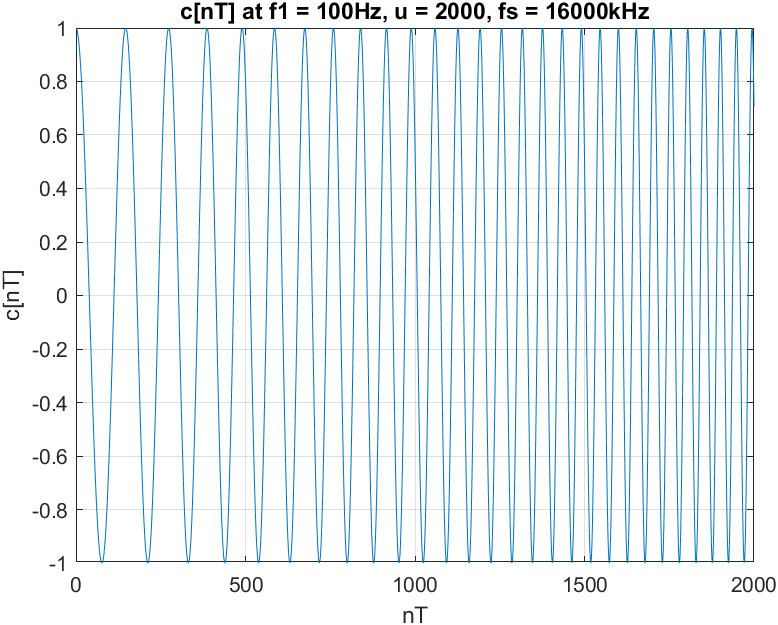 c[nT] at f1 = 100Hz, u = 2000, fs = 16000kHz
1
0.8
0.6
0.4
0.2
0
-0.2
-0.4
-0.6
-0.8
-1
c[nT]
0 500 1000 1500 2000
nT